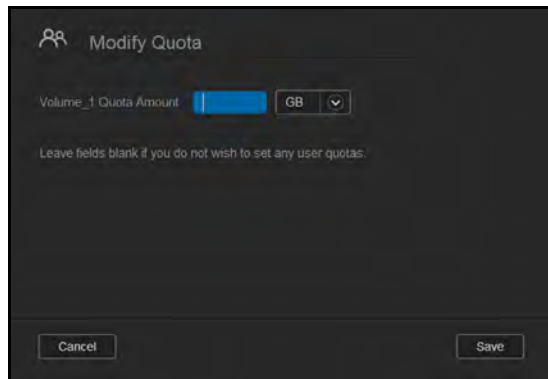 Modify Quota
Volume_1 Quota Amount GB
Leave fields blank if you do not wish to set any user quotas.
Cancel Save